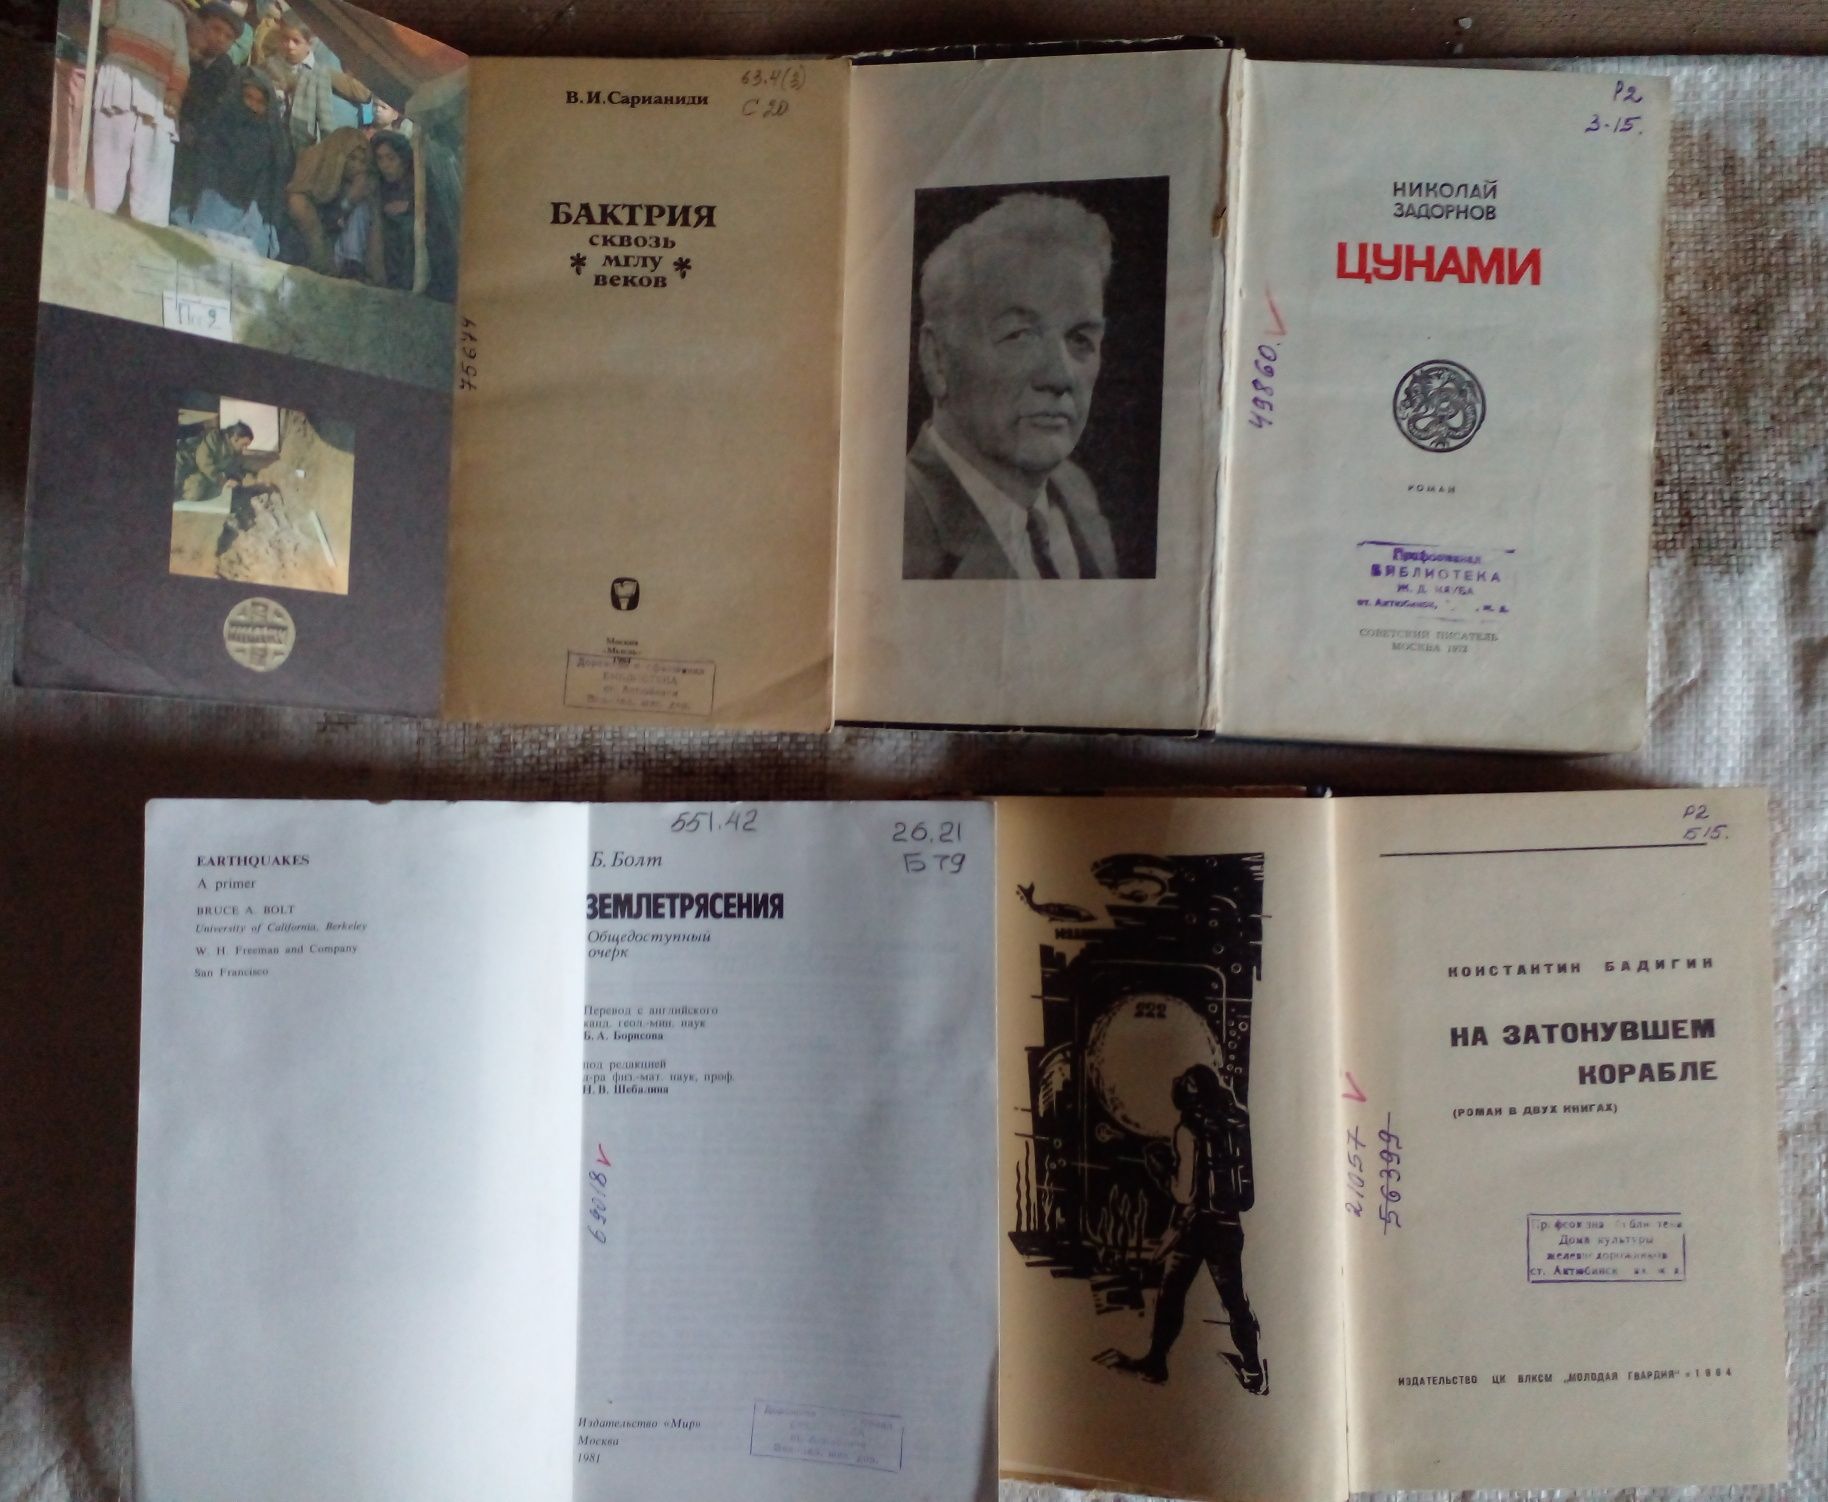 В. И. Сарианиди
63.4(3)
С 20
БАКТРИЯ
СКВОЗЬ
МГЛУ
ВЕКОВ
75644
Москва
«Мысль»
БИБЛИОТЕКА
Р2
З-15.
НИКОЛАЙ
ЗАДОРНОВ
ЦУНАМИ
49860.
РОМАН
БИБЛИОТЕКА
СОВЕТСКИЙ ПИСАТЕЛЬ
МОСКВА 1972
EARTHQUAKES
A primer
BRUCE A. BOLT
University of California, Berkeley
W. H. Freeman and Company
San Francisco
551.42
26.21
Б 79
Б. Болт
ЗЕМЛЕТРЯСЕНИЯ
Общедоступный
очерк
Перевод с английского
канд. геол.-мин. наук
Б. А. Борисова
под редакцией
д-ра физ.-мат. наук, проф.
Н. В. Шебалина
69018
Издательство «Мир»
Москва
1981
222
Р2
Б 15.
КОНСТАНТИН БАДИГИН
НА ЗАТОНУВШЕМ
КОРАБЛЕ
(РОМАН В ДВУХ КНИГАХ)
21057
56399
Дома культуры
железнодорожников
ст. Актюбинск
ИЗДАТЕЛЬСТВО ЦК ВЛКСМ „МОЛОДАЯ ГВАРДИЯ“ • 1964